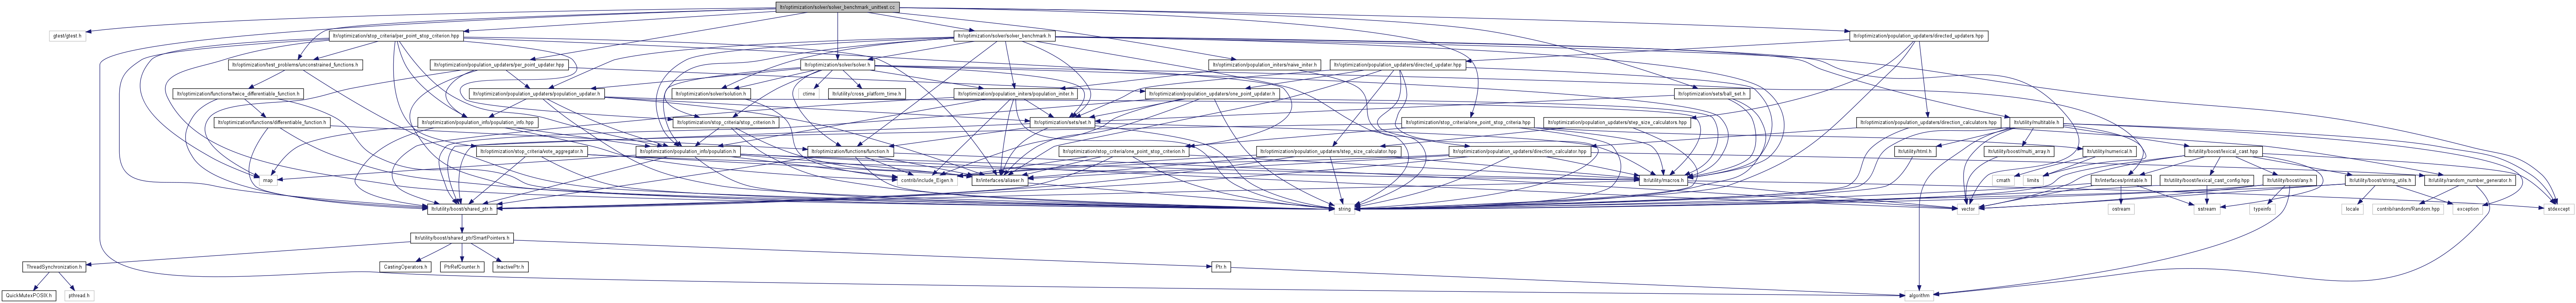 ltr/optimization/solver/solver_benchmark_unittest.cc
gtest/gtest.h
ltr/optimization/stop_criteria/per_point_stop_criterion.hpp
ltr/optimization/solver/solver_benchmark.h
ltr/optimization/population_updaters/directed_updaters.hpp
ltr/optimization/test_problems/unconstrained_functions.h
ltr/optimization/population_updaters/per_point_updater.hpp
ltr/optimization/solver/solver.h
ltr/optimization/population_initers/naive_initer.h
ltr/optimization/population_updaters/directed_updater.hpp
ltr/optimization/functions/twice_differentiable_function.h
ltr/optimization/population_updaters/population_updater.h
ltr/optimization/solver/solution.h
ctime
ltr/utility/cross_platform_time.h
ltr/optimization/population_initers/population_initer.h
ltr/optimization/population_updaters/one_point_updater.h
ltr/optimization/sets/ball_set.h
ltr/optimization/functions/differentiable_function.h
ltr/optimization/population_info/population_info.hpp
ltr/optimization/stop_criteria/stop_criterion.h
ltr/optimization/sets/set.h
ltr/optimization/stop_criteria/one_point_stop_criteria.hpp
ltr/optimization/population_updaters/step_size_calculators.hpp
ltr/optimization/population_updaters/direction_calculators.hpp
ltr/utility/multitable.h
ltr/optimization/stop_criteria/vote_aggregator.h
ltr/optimization/population_info/population.h
ltr/optimization/functions/function.h
ltr/optimization/stop_criteria/one_point_stop_criterion.h
ltr/optimization/population_updaters/step_size_calculator.hpp
ltr/optimization/population_updaters/direction_calculator.hpp
ltr/utility/html.h
ltr/utility/boost/multi_array.h
ltr/utility/numerical.h
ltr/utility/boost/lexical_cast.hpp
map
contrib/include_Eigen.h
ltr/interfaces/aliaser.h
ltr/utility/macros.h
cmath
limits
ltr/interfaces/printable.h
ltr/utility/boost/lexical_cast_config.hpp
ltr/utility/boost/any.h
ltr/utility/boost/string_utils.h
ltr/utility/random_number_generator.h
ltr/utility/boost/shared_ptr.h
string
vector
ostream
sstream
typeinfo
locale
contrib/random/Random.hpp
exception
stdexcept
ltr/utility/boost/shared_ptr/SmartPointers.h
ThreadSynchronization.h
CastingOperators.h
PtrRefCounter.h
InactivePtr.h
Ptr.h
QuickMutexPOSIX.h
pthread.h
algorithm